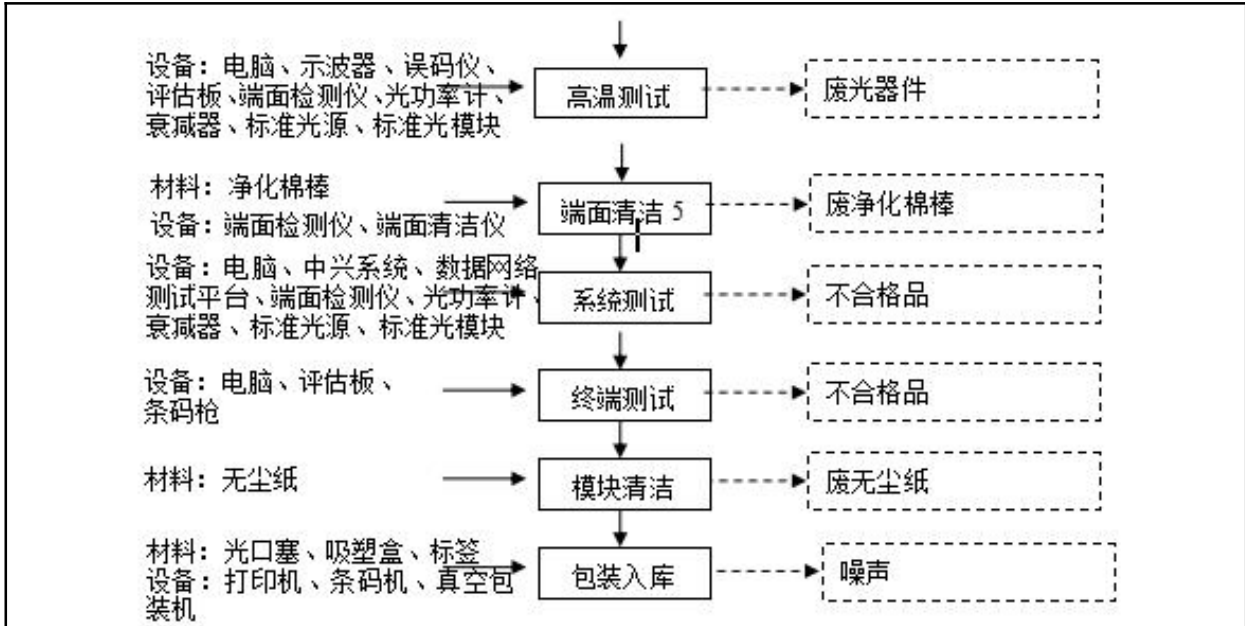 设备：电脑、示波器、误码仪、
评估板、端面检测仪、光功率计、
衰减器、标准光源、标准光模块
高温测试
废光器件
材料：净化棉棒
设备：端面检测仪、端面清洁仪
端面清洁 5
废净化棉棒
设备：电脑、中兴系统、数据网络
测试平台、端面检测仪、光功率计、
衰减器、标准光源、标准光模块
系统测试
不合格品
设备：电脑、评估板、
条码枪
终端测试
不合格品
材料：无尘纸
模块清洁
废无尘纸
材料：光口塞、吸塑盒、标签
设备：打印机、条码机、真空包
装机
包装入库
噪声